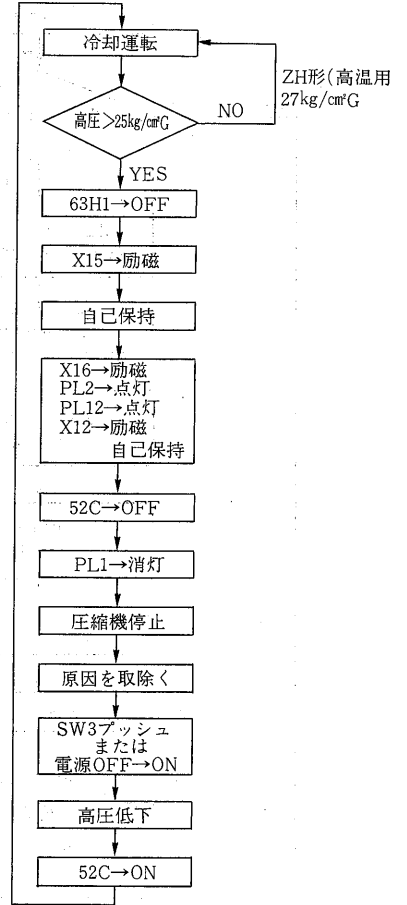 冷却運転
ZH形(高温用
27kg/cm²G
高圧>25kg/cm²G
NO
YES
63H1→OFF
X15→励磁
自己保持
X16→励磁
PL2→点灯
PL12→点灯
X12→励磁
自己保持
52C→OFF
PL1→消灯
圧縮機停止
原因を取除く
SW3プッシュ
または
電源OFF→ON
高圧低下
52C→ON